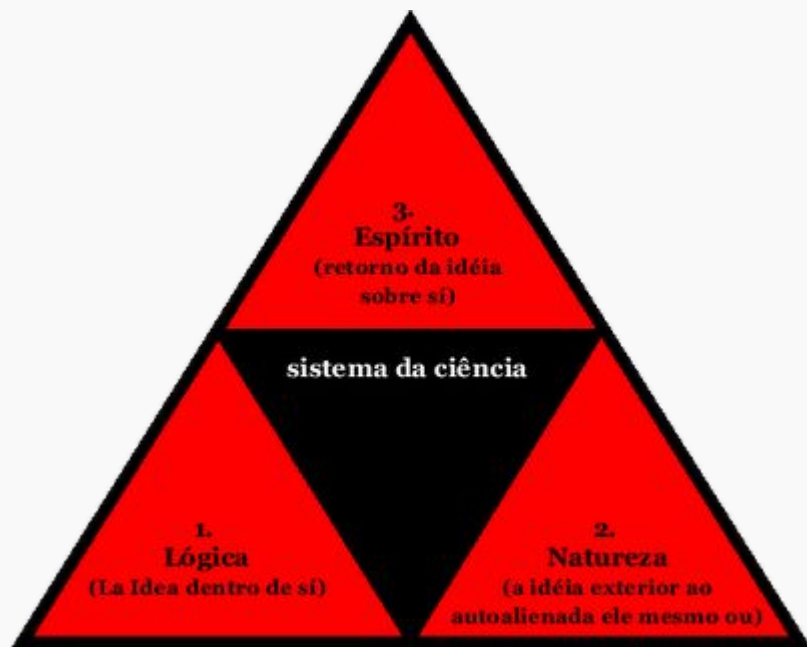 3.
Espírito
(retorno da idéia
sobre sí)
sistema da ciência
1.
Lógica
(La Idea dentro de sí)
2.
Natureza
(a idéia exterior ao
autoalienada ele mesmo ou)